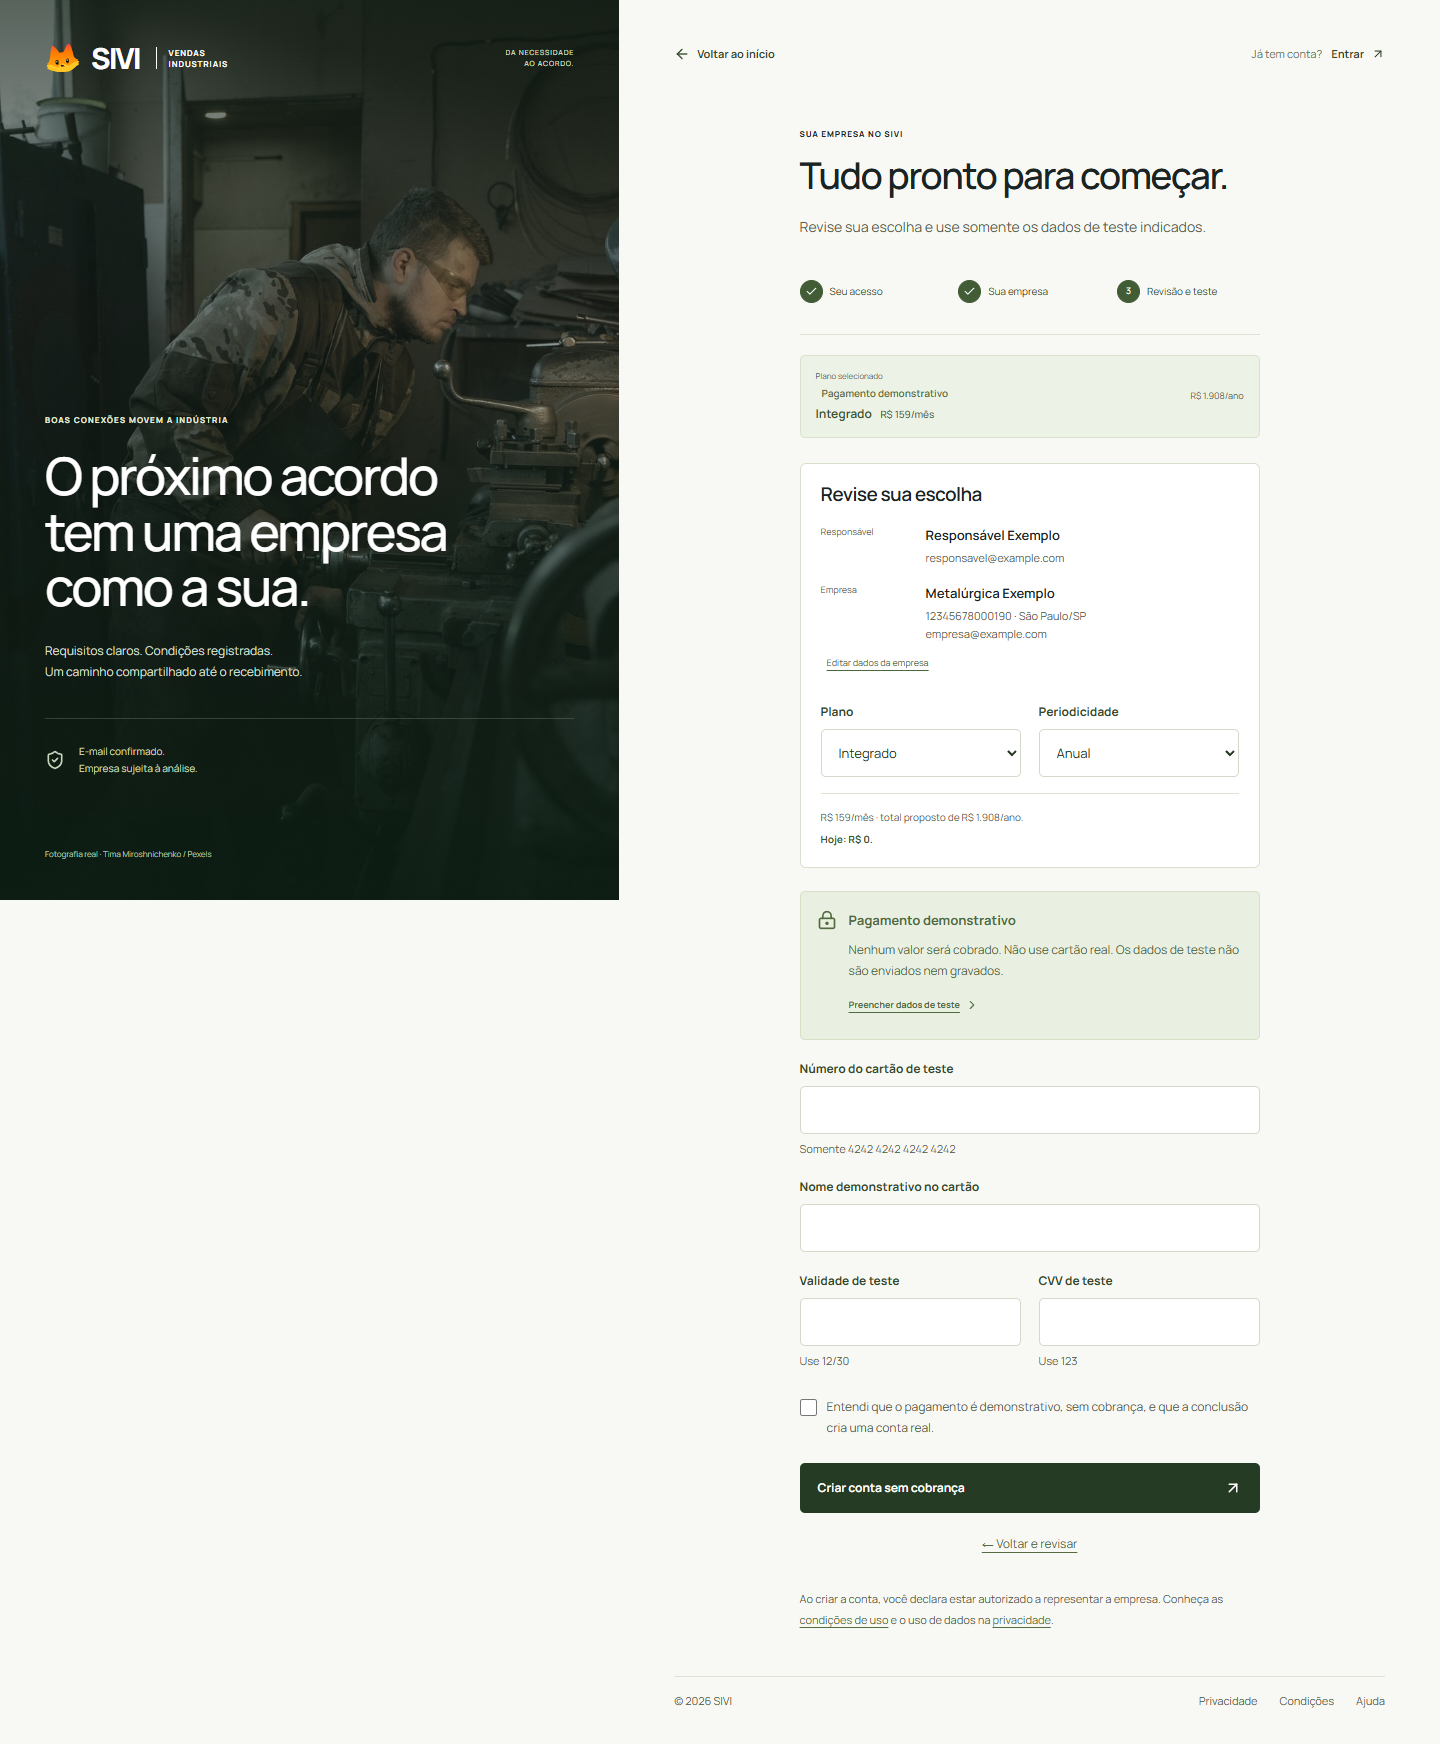 SIVI
VENDAS
INDUSTRIAIS
DA NECESSIDADE
AO ACORDO.
BOAS CONEXÕES MOVEM A INDÚSTRIA
O próximo acordo
tem uma empresa
como a sua.
Requisitos claros. Condições registradas.
Um caminho compartilhado até o recebimento.
E-mail confirmado.
Empresa sujeita à análise.
Fotografia real · Tima Miroshnichenko / Pexels
Voltar ao início
Já tem conta? Entrar
SUA EMPRESA NO SIVI
Tudo pronto para começar.
Revise sua escolha e use somente os dados de teste indicados.
Seu acesso
Sua empresa
3 Revisão e teste
Plano selecionado
Pagamento demonstrativo
Integrado R$ 159/mês
R$ 1.908/ano
Revise sua escolha
Responsável
Responsável Exemplo
responsavel@example.com
Empresa
Metalúrgica Exemplo
12345678000190 · São Paulo/SP
empresa@example.com
Editar dados da empresa
Plano
Integrado
Periodicidade
Anual
R$ 159/mês · total proposto de R$ 1.908/ano.
Hoje: R$ 0.
Pagamento demonstrativo
Nenhum valor será cobrado. Não use cartão real. Os dados de teste não
são enviados nem gravados.
Preencher dados de teste
Número do cartão de teste
Somente 4242 4242 4242 4242
Nome demonstrativo no cartão
Validade de teste
Use 12/30
CVV de teste
Use 123
Entendi que o pagamento é demonstrativo, sem cobrança, e que a conclusão
cria uma conta real.
Criar conta sem cobrança
← Voltar e revisar
Ao criar a conta, você declara estar autorizado a representar a empresa. Conheça as
condições de uso e o uso de dados na privacidade.
© 2026 SIVI
Privacidade
Condições
Ajuda